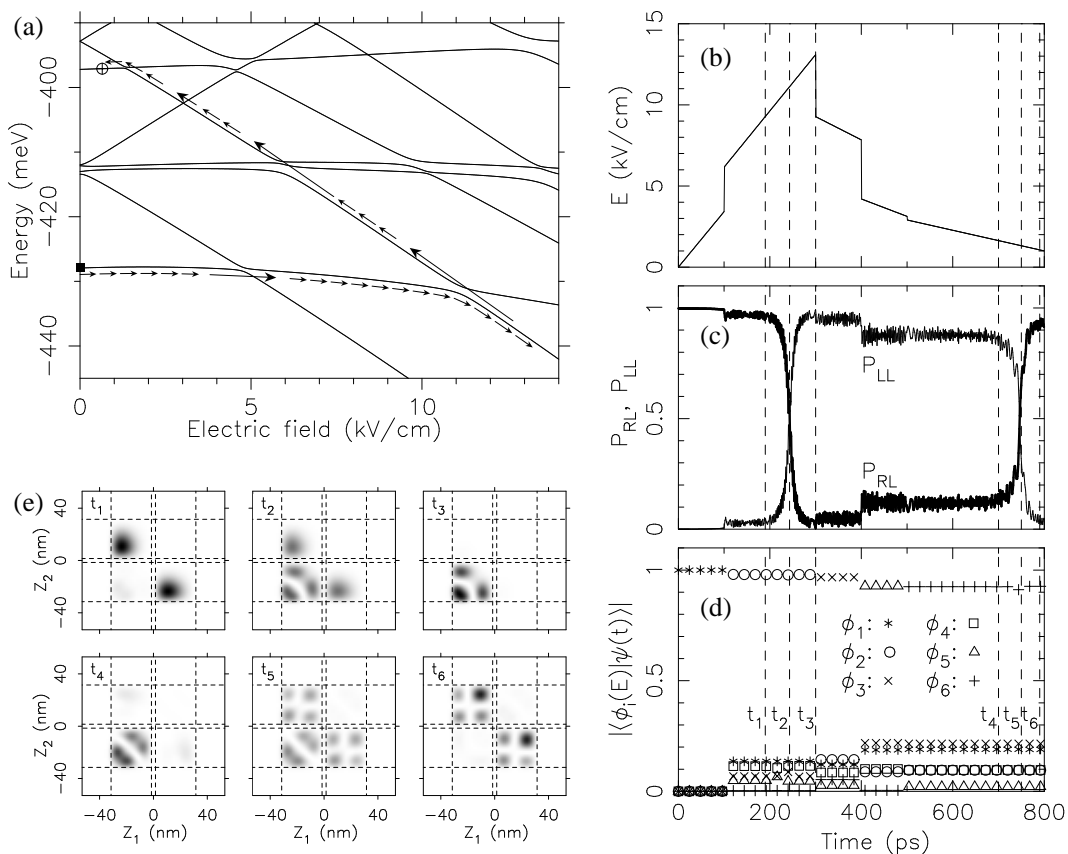 (a)
Energy (meV)
−400
−420
−440
0
5
10
Electric field (kV/cm)
(b)
E (kV/cm)
15
10
5
0
(c)
P_RL, P_LL
1
0.5
0
P_LL
P_RL
(d)
|⟨ϕ_i(E)|ψ(t)⟩|
1
0.5
0
ϕ_1: ∗ ϕ_4: □
ϕ_2: ○ ϕ_5: △
ϕ_3: × ϕ_6: +
t_1 t_2 t_3 t_4 t_5 t_6
0 200 400 600 800
Time (ps)
(e)
t_1 t_2 t_3
Z_2 (nm)
40
0
−40
t_4 t_5 t_6
Z_2 (nm)
40
0
−40
−40 0 40 −40 0 40 −40 0 40
Z_1 (nm) Z_1 (nm) Z_1 (nm)